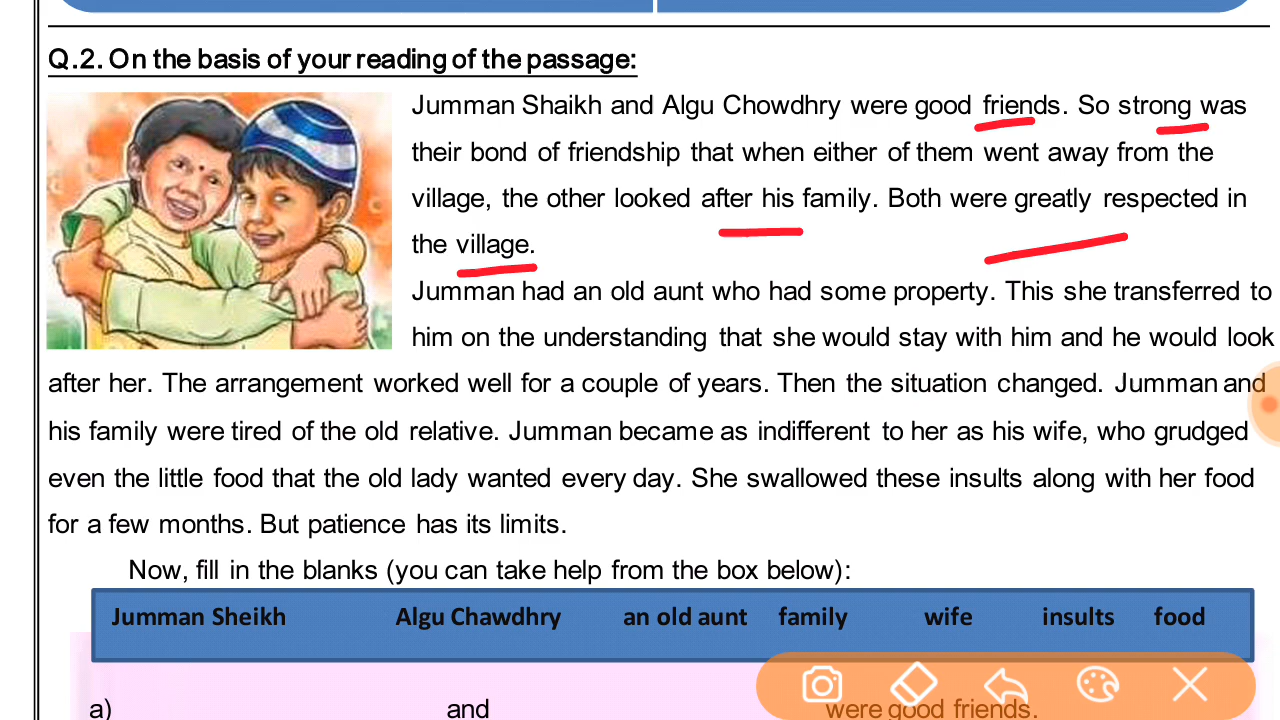 Q.2. On the basis of your reading of the passage:
Jumman Shaikh and Algu Chowdhry were good friends. So strong was
their bond of friendship that when either of them went away from the
village, the other looked after his family. Both were greatly respected in
the village.
Jumman had an old aunt who had some property. This she transferred to
him on the understanding that she would stay with him and he would look
after her. The arrangement worked well for a couple of years. Then the situation changed. Jumman and
his family were tired of the old relative. Jumman became as indifferent to her as his wife, who grudged
even the little food that the old lady wanted every day. She swallowed these insults along with her food
for a few months. But patience has its limits.
Now, fill in the blanks (you can take help from the box below):
Jumman Sheikh Algu Chawdhry an old aunt family wife insults food
a) and were good friends.